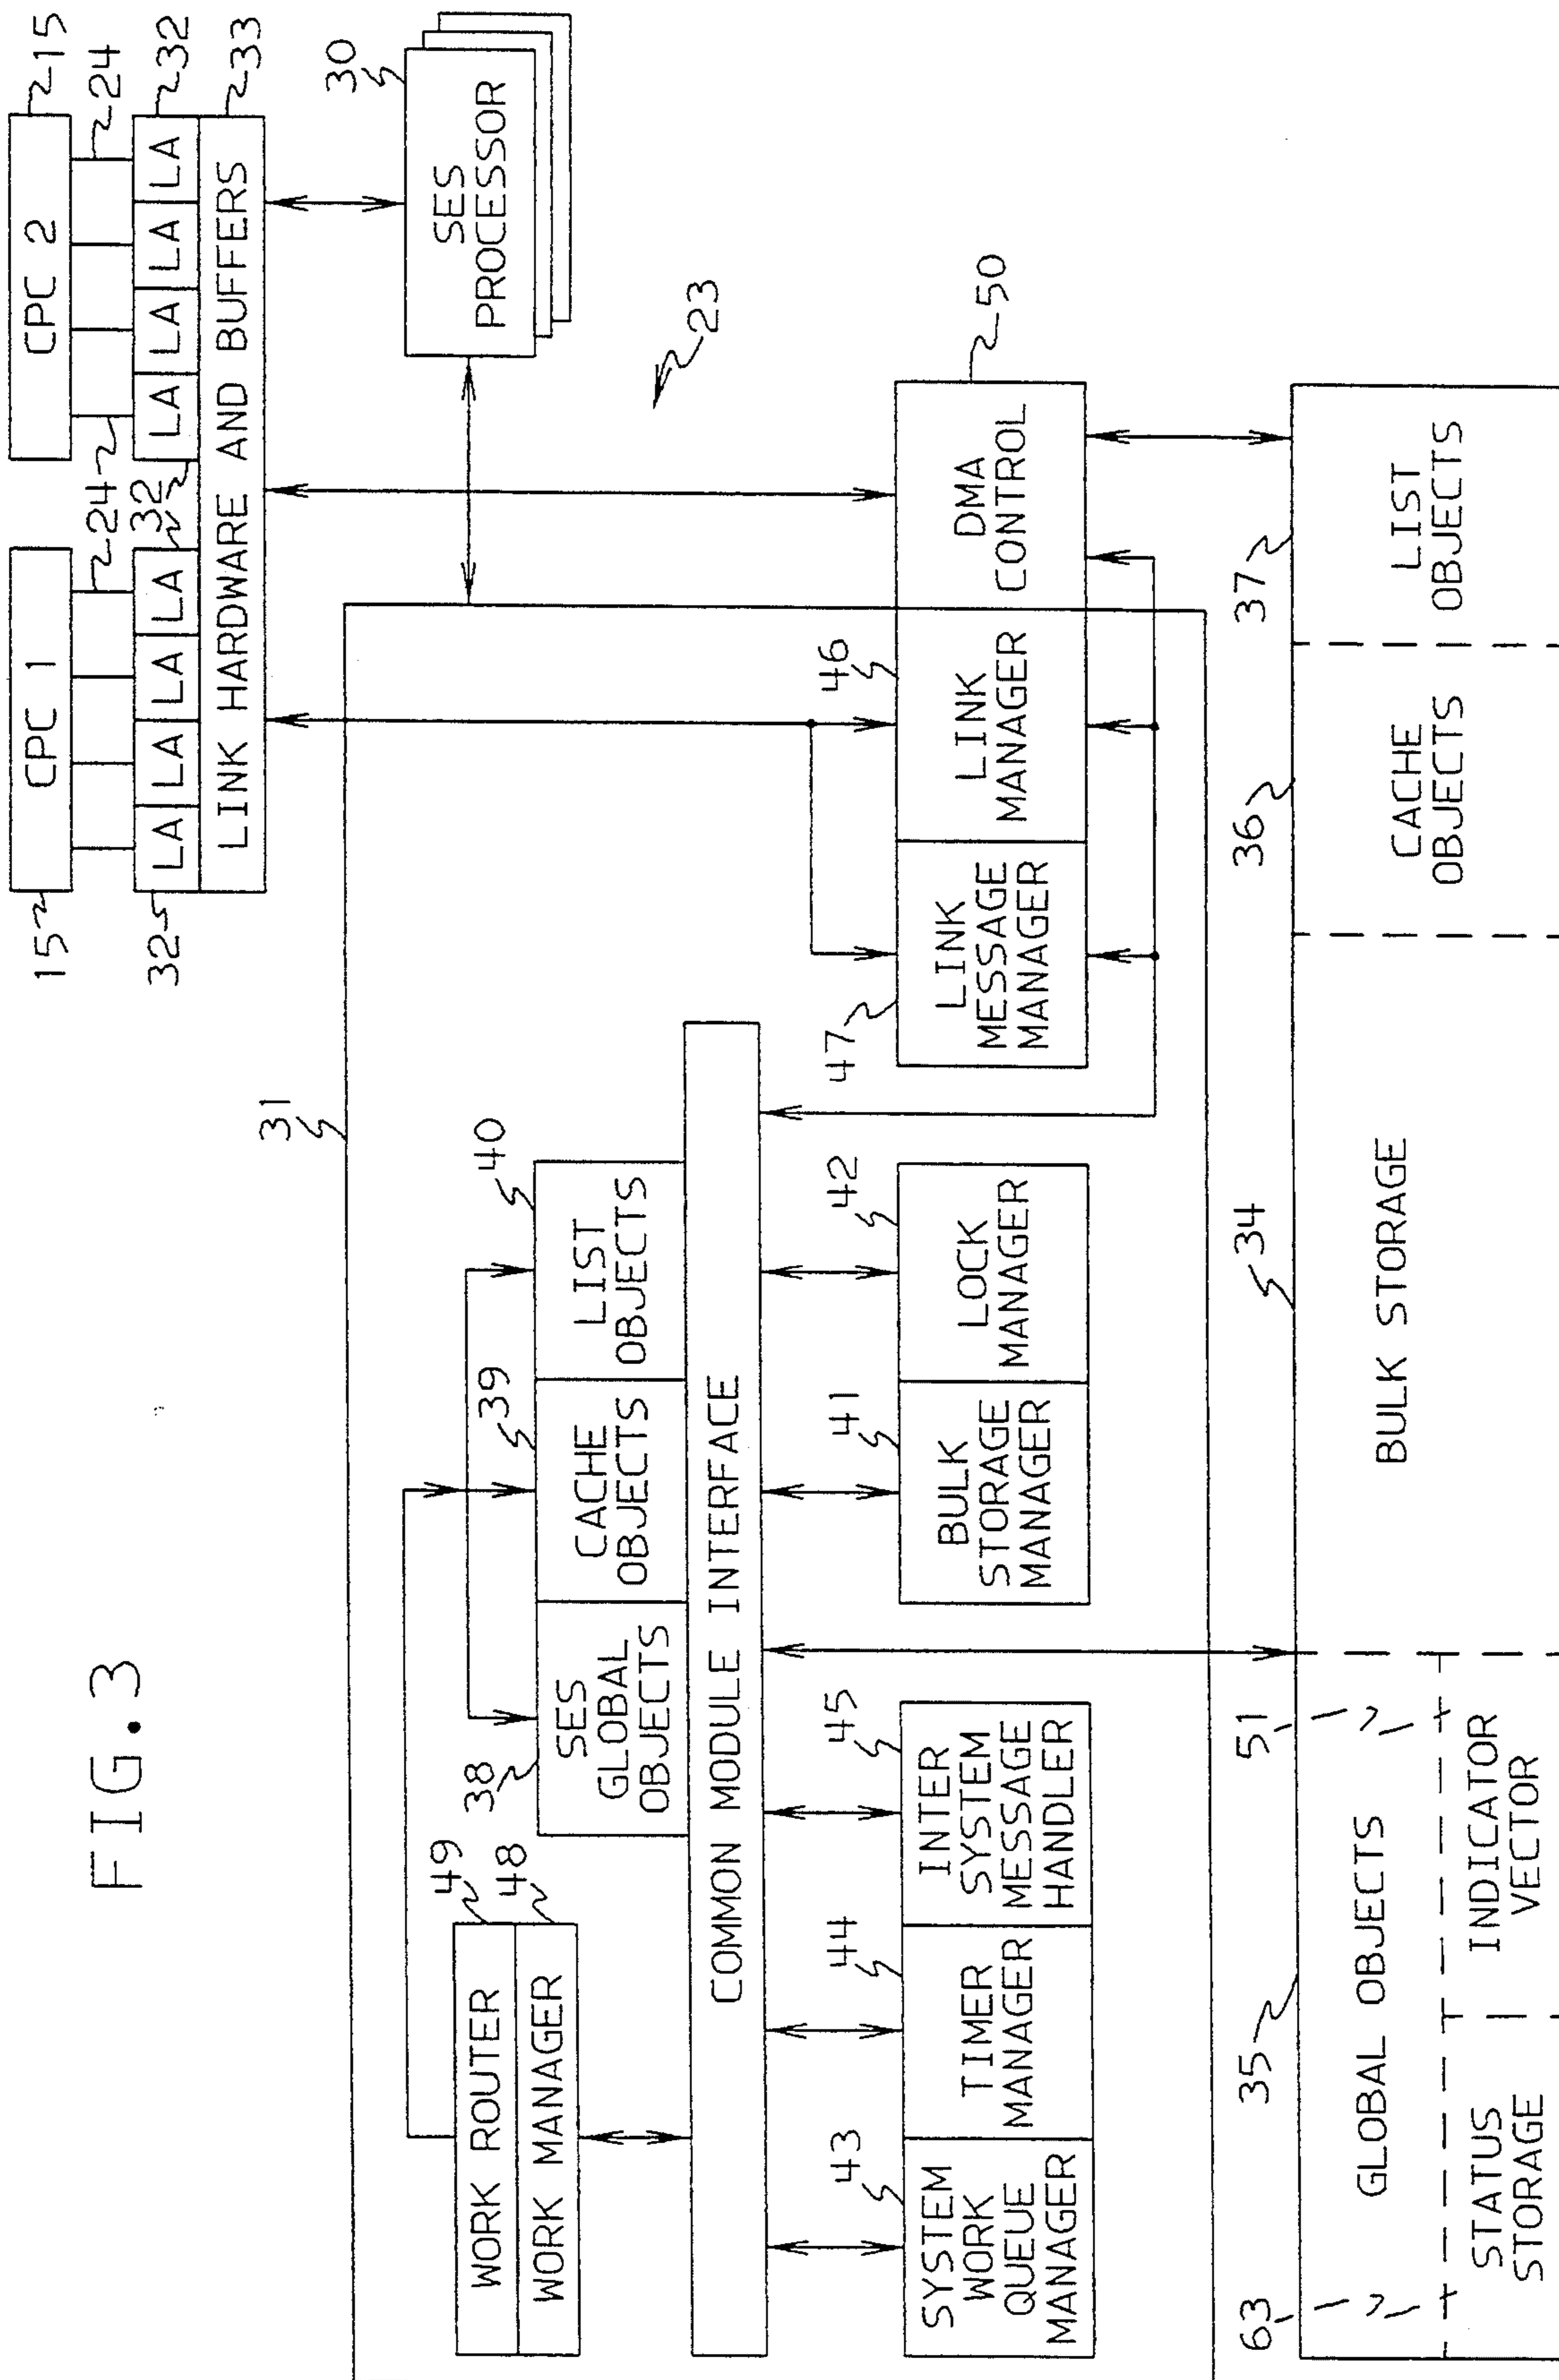 FIG.3
CPC 1
CPC 2
15
15
24
24
LA
LA
LA
LA
LA
LA
LA
LA
32
32
32
LINK HARDWARE AND BUFFERS
33
31
30
SES
PROCESSOR
23
49
WORK ROUTER
48
WORK MANAGER
38
SES
GLOBAL
OBJECTS
39
CACHE
OBJECTS
40
LIST
OBJECTS
COMMON MODULE INTERFACE
43
SYSTEM
WORK
QUEUE
MANAGER
44
TIMER
MANAGER
45
INTER
SYSTEM
MESSAGE
HANDLER
41
BULK
STORAGE
MANAGER
42
LOCK
MANAGER
47
LINK
MESSAGE
MANAGER
46
LINK
MANAGER
DMA
CONTROL
50
63
35
51
34
36
37
GLOBAL OBJECTS
STATUS
STORAGE
INDICATOR
VECTOR
BULK STORAGE
CACHE
OBJECTS
LIST
OBJECTS